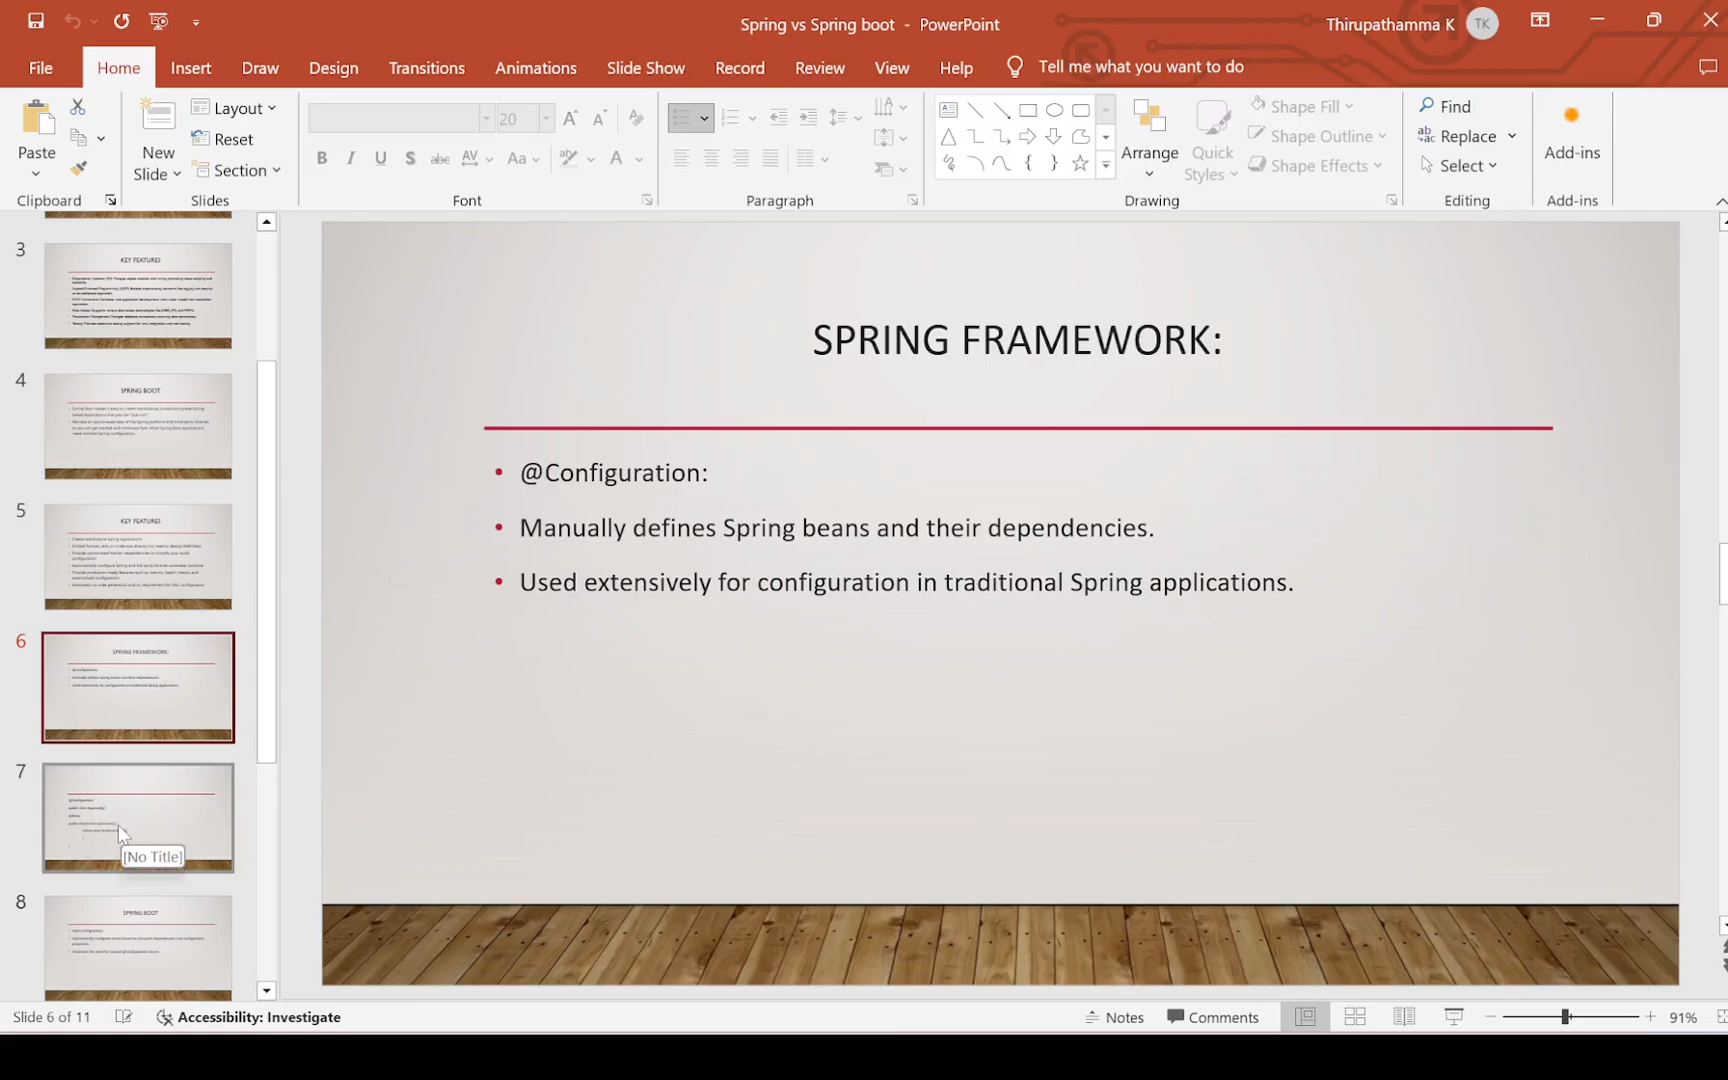 Spring vs Spring boot - PowerPoint
Thirupathamma K
TK
File
Home
Insert
Draw
Design
Transitions
Animations
Slide Show
Record
Review
View
Help
Tell me what you want to do
Paste
New
Slide
Layout
Reset
Section
20
Aa
Arrange
Quick
Styles
Shape Fill
Shape Outline
Shape Effects
Find
Replace
Select
Add-ins
Clipboard
Slides
Font
Paragraph
Drawing
Editing
Add-ins
3
KEY FEATURES
4
SPRING BOOT
5
KEY FEATURES
6
SPRING FRAMEWORK:
7
[No Title]
8
SPRING BOOT
SPRING FRAMEWORK:
• @Configuration:
• Manually defines Spring beans and their dependencies.
• Used extensively for configuration in traditional Spring applications.
Slide 6 of 11
Accessibility: Investigate
Notes
Comments
91%